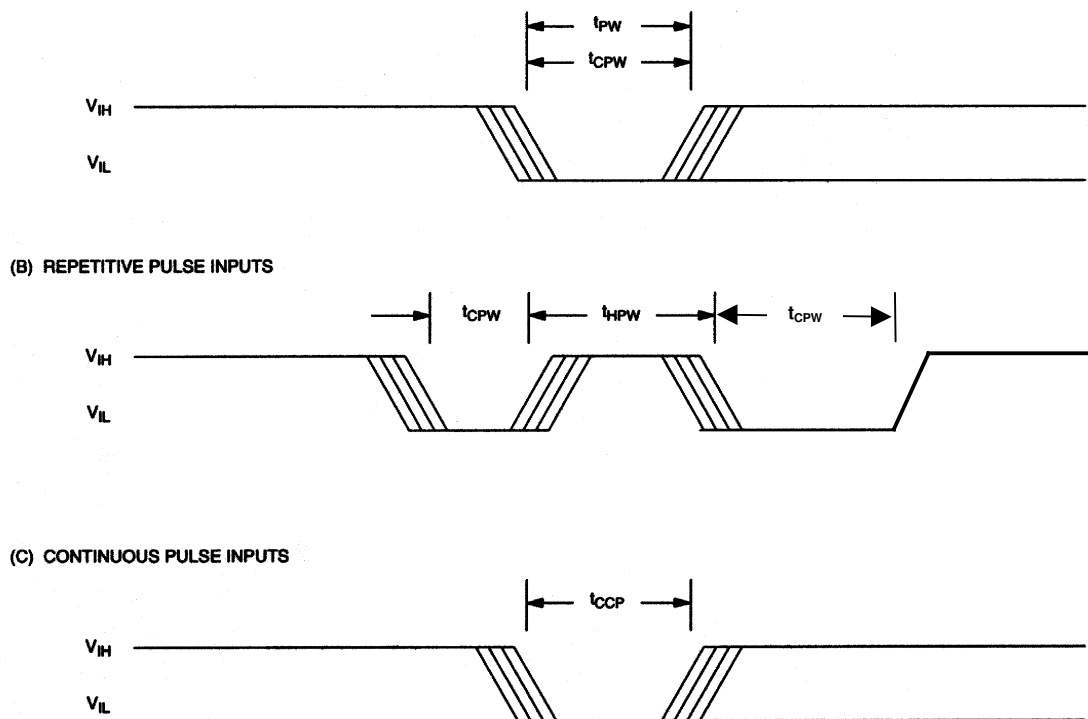 tPW
tCPW
VIH
VIL
(B) REPETITIVE PULSE INPUTS
tCPW tHPW tCPW
VIH
VIL
(C) CONTINUOUS PULSE INPUTS
tCCP
VIH
VIL